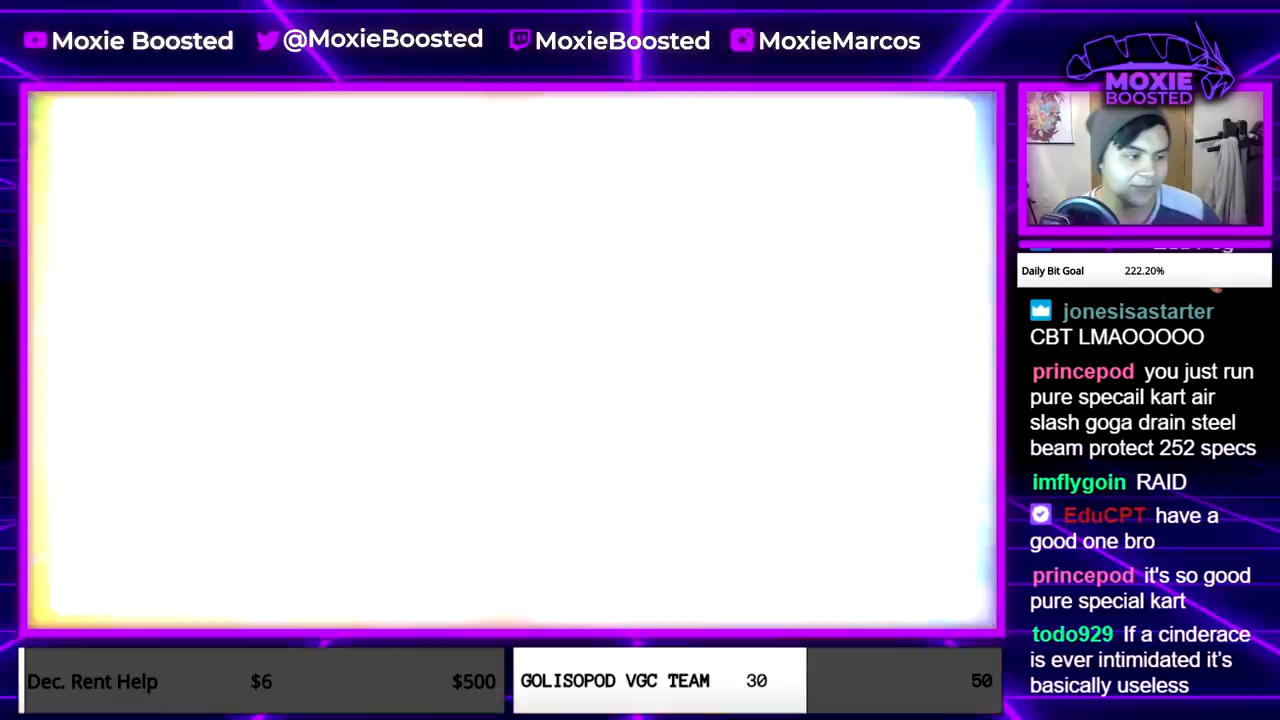 Moxie Boosted @MoxieBoosted MoxieBoosted MoxieMarcos
MOXIE
BOOSTED
Daily Bit Goal 222.20%
jonesisastarter
CBT LMAOOOOO
princepod you just run
pure specail kart air
slash goga drain steel
beam protect 252 specs
imflygoin RAID
EduCPT have a
good one bro
princepod it's so good
pure special kart
todo929 If a cinderace
is ever intimidated it's
basically useless
Dec. Rent Help $6 $500
GOLISOPOD VGC TEAM 30 50